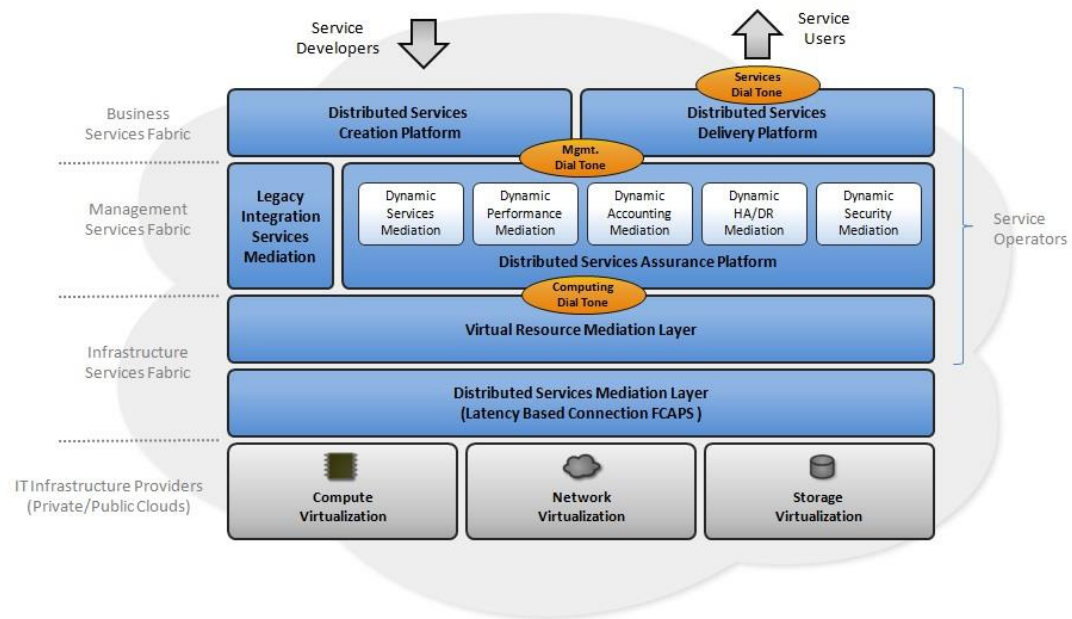 Service
Developers
Service
Users
Services
Dial Tone
Business
Services Fabric
Distributed Services
Creation Platform
Distributed Services
Delivery Platform
Mgmt.
Dial Tone
Management
Services Fabric
Legacy
Integration
Services
Mediation
Dynamic
Services
Mediation
Dynamic
Performance
Mediation
Dynamic
Accounting
Mediation
Dynamic
HA/DR
Mediation
Dynamic
Security
Mediation
Distributed Services Assurance Platform
Service
Operators
Computing
Dial Tone
Virtual Resource Mediation Layer
Infrastructure
Services Fabric
Distributed Services Mediation Layer
(Latency Based Connection FCAPS )
IT Infrastructure Providers
(Private/Public Clouds)
Compute
Virtualization
Network
Virtualization
Storage
Virtualization